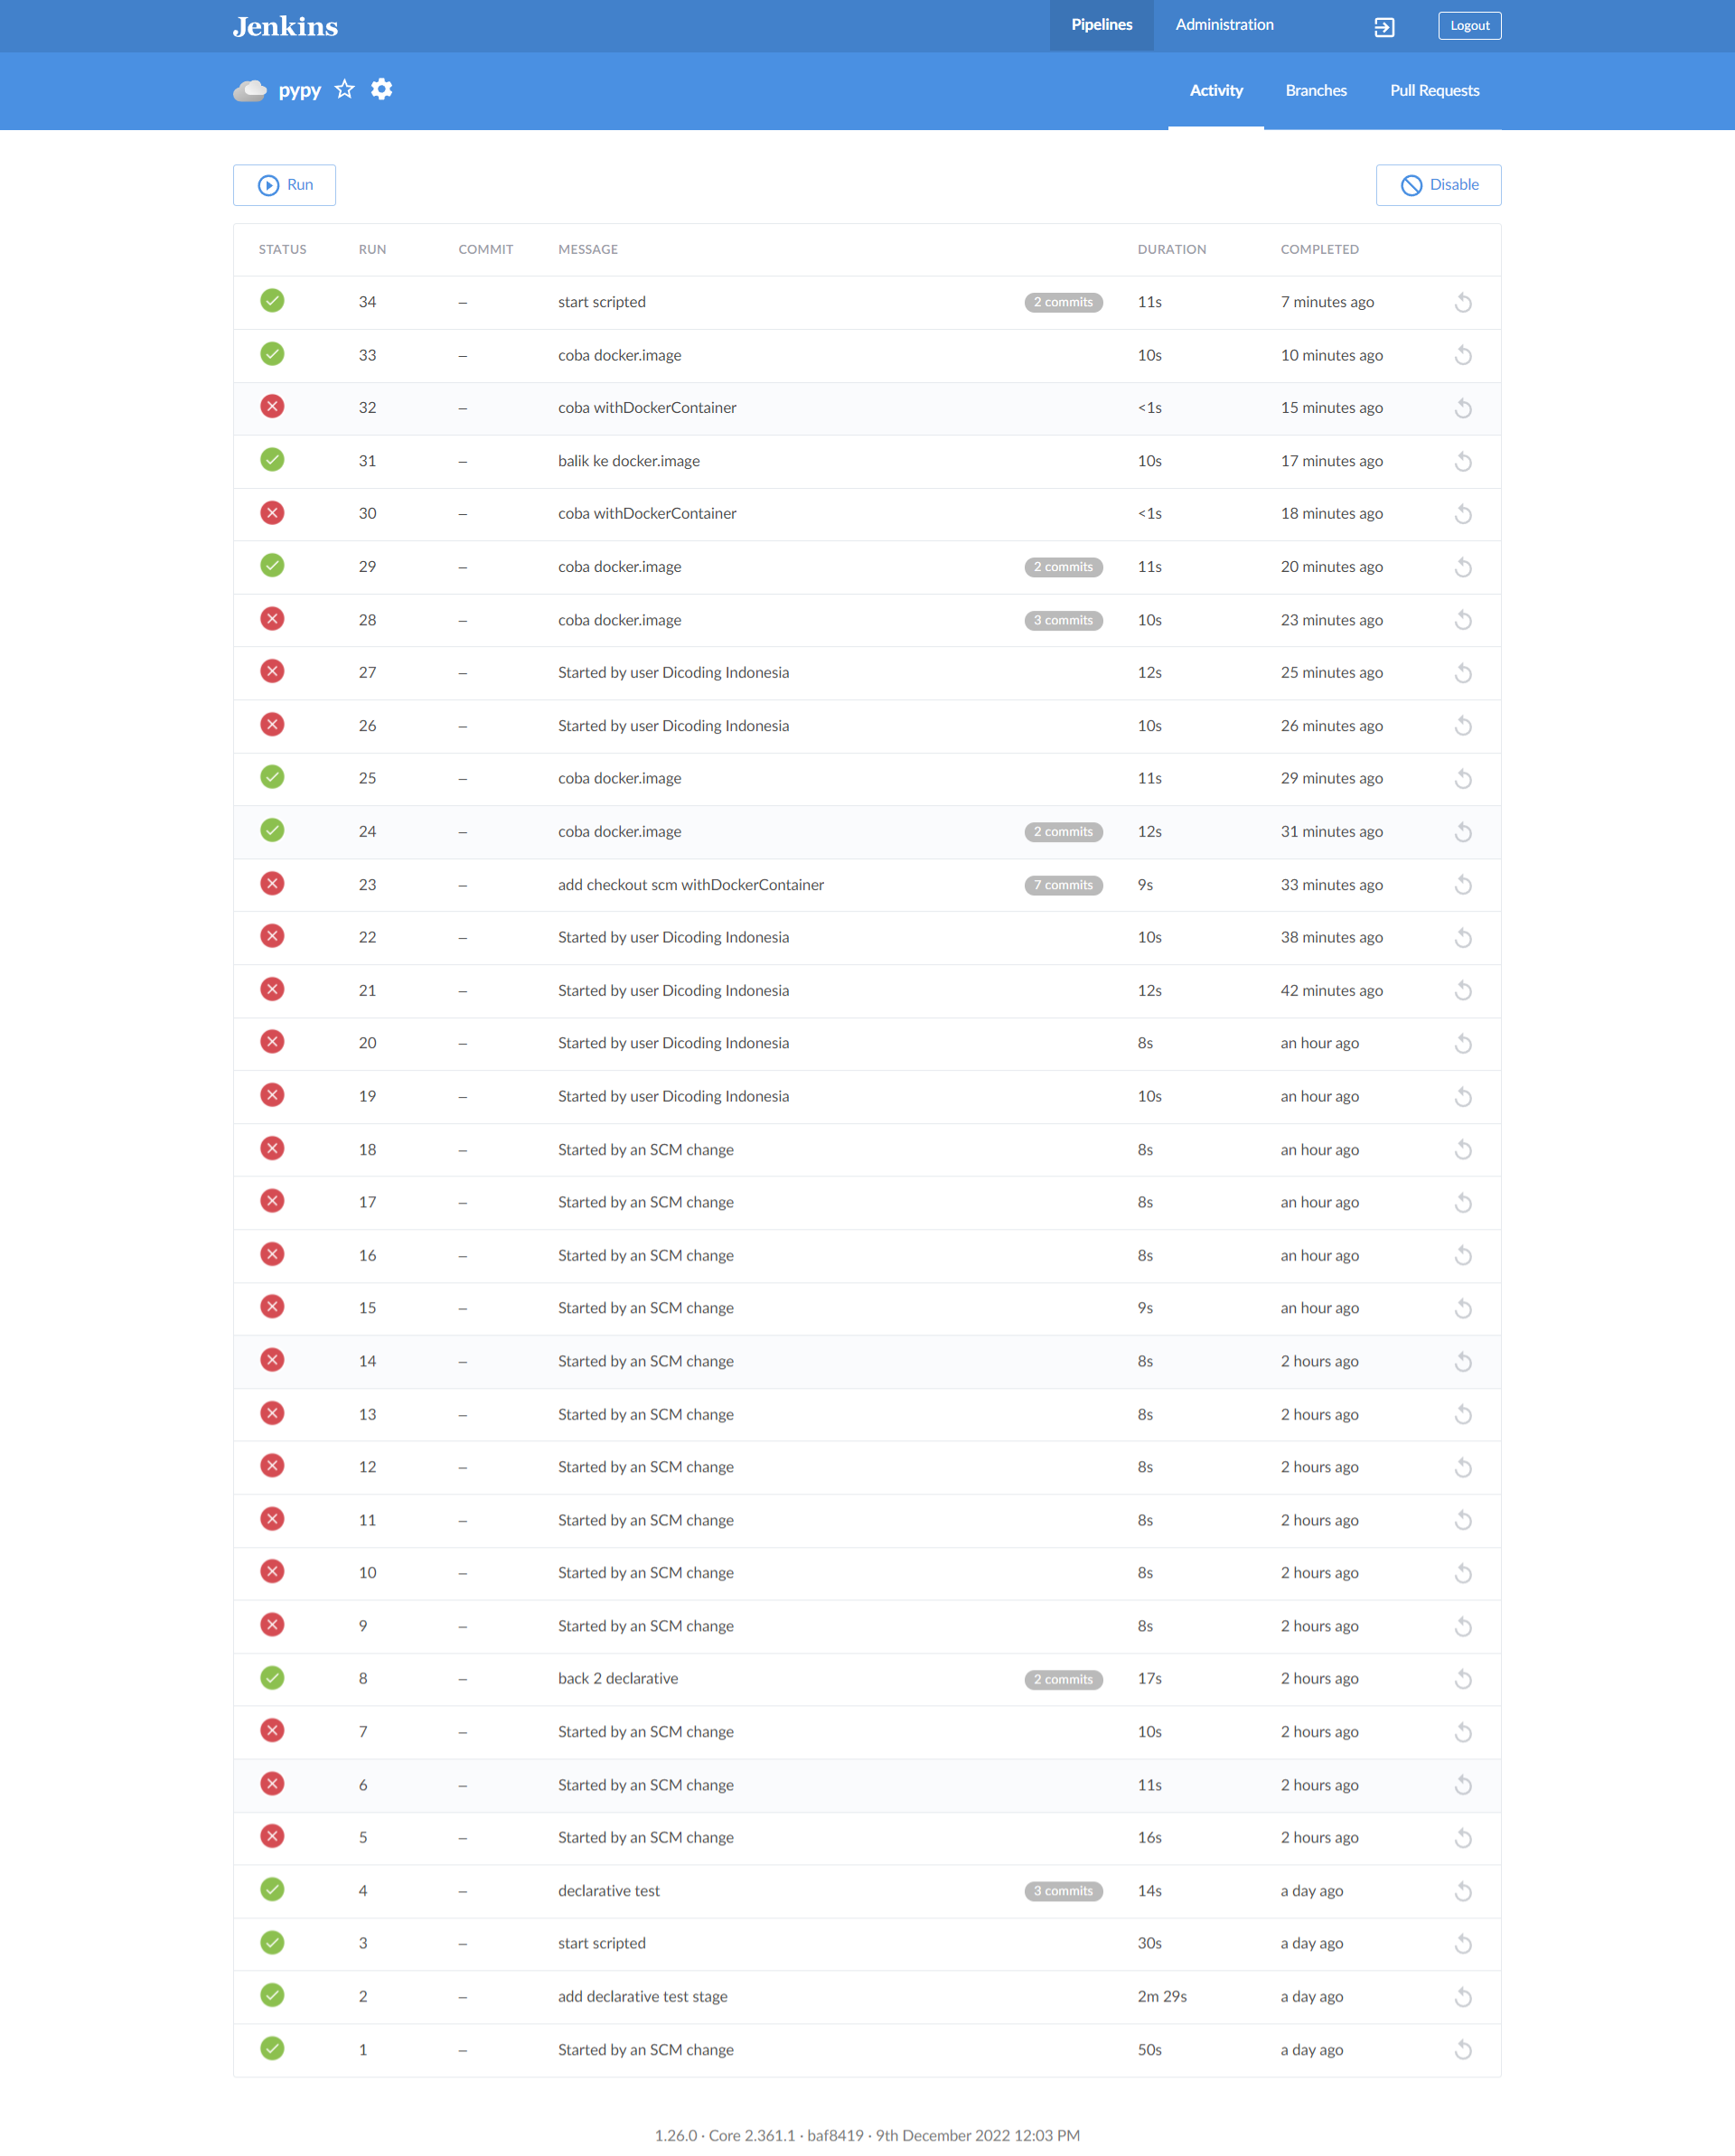 Jenkins Pipelines Administration Logout
pypy Activity Branches Pull Requests
Run Disable
STATUS RUN COMMIT MESSAGE DURATION COMPLETED
34 – start scripted 2 commits 11s 7 minutes ago
33 – coba docker.image 10s 10 minutes ago
32 – coba withDockerContainer <1s 15 minutes ago
31 – balik ke docker.image 10s 17 minutes ago
30 – coba withDockerContainer <1s 18 minutes ago
29 – coba docker.image 2 commits 11s 20 minutes ago
28 – coba docker.image 3 commits 10s 23 minutes ago
27 – Started by user Dicoding Indonesia 12s 25 minutes ago
26 – Started by user Dicoding Indonesia 10s 26 minutes ago
25 – coba docker.image 11s 29 minutes ago
24 – coba docker.image 2 commits 12s 31 minutes ago
23 – add checkout scm withDockerContainer 7 commits 9s 33 minutes ago
22 – Started by user Dicoding Indonesia 10s 38 minutes ago
21 – Started by user Dicoding Indonesia 12s 42 minutes ago
20 – Started by user Dicoding Indonesia 8s an hour ago
19 – Started by user Dicoding Indonesia 10s an hour ago
18 – Started by an SCM change 8s an hour ago
17 – Started by an SCM change 8s an hour ago
16 – Started by an SCM change 8s an hour ago
15 – Started by an SCM change 9s an hour ago
14 – Started by an SCM change 8s 2 hours ago
13 – Started by an SCM change 8s 2 hours ago
12 – Started by an SCM change 8s 2 hours ago
11 – Started by an SCM change 8s 2 hours ago
10 – Started by an SCM change 8s 2 hours ago
9 – Started by an SCM change 8s 2 hours ago
8 – back 2 declarative 2 commits 17s 2 hours ago
7 – Started by an SCM change 10s 2 hours ago
6 – Started by an SCM change 11s 2 hours ago
5 – Started by an SCM change 16s 2 hours ago
4 – declarative test 3 commits 14s a day ago
3 – start scripted 30s a day ago
2 – add declarative test stage 2m 29s a day ago
1 – Started by an SCM change 50s a day ago
1.26.0 · Core 2.361.1 · baf8419 · 9th December 2022 12:03 PM